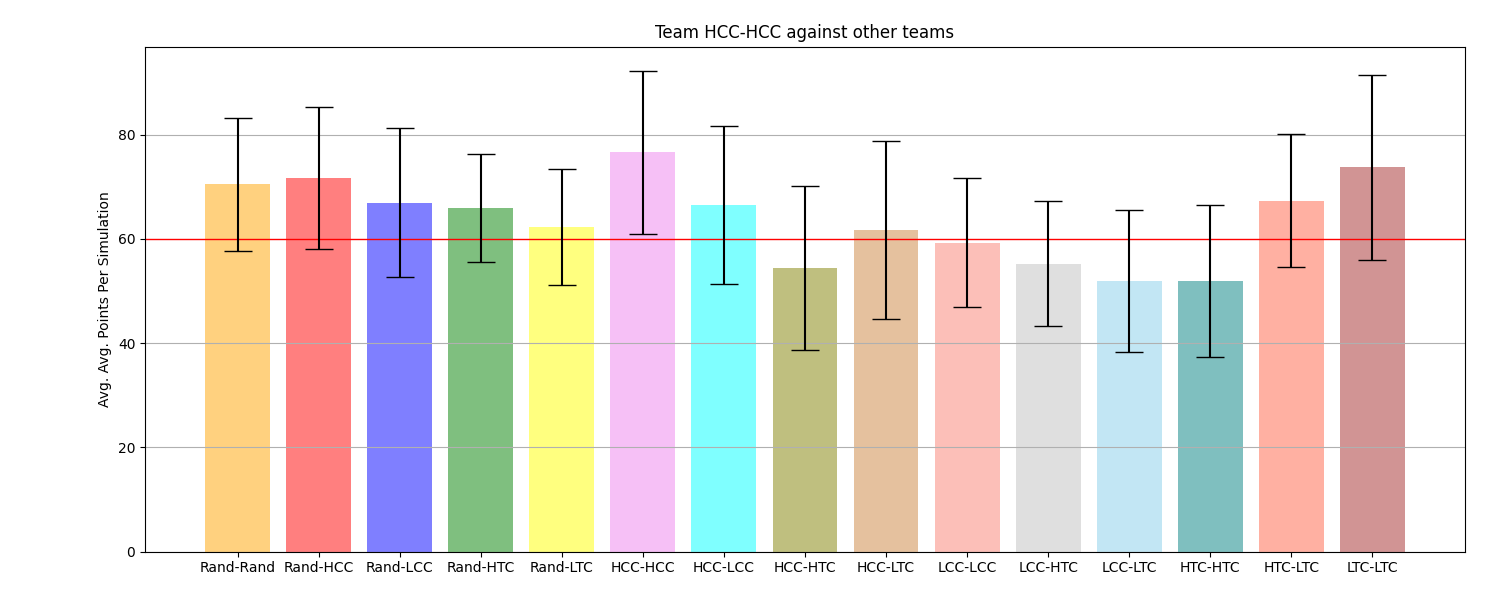 Team HCC-HCC against other teams
Avg. Avg. Points Per Simulation
80
60
40
20
0
Rand-Rand Rand-HCC Rand-LCC Rand-HTC Rand-LTC HCC-HCC HCC-LCC HCC-HTC HCC-LTC LCC-LCC LCC-HTC LCC-LTC HTC-HTC HTC-LTC LTC-LTC